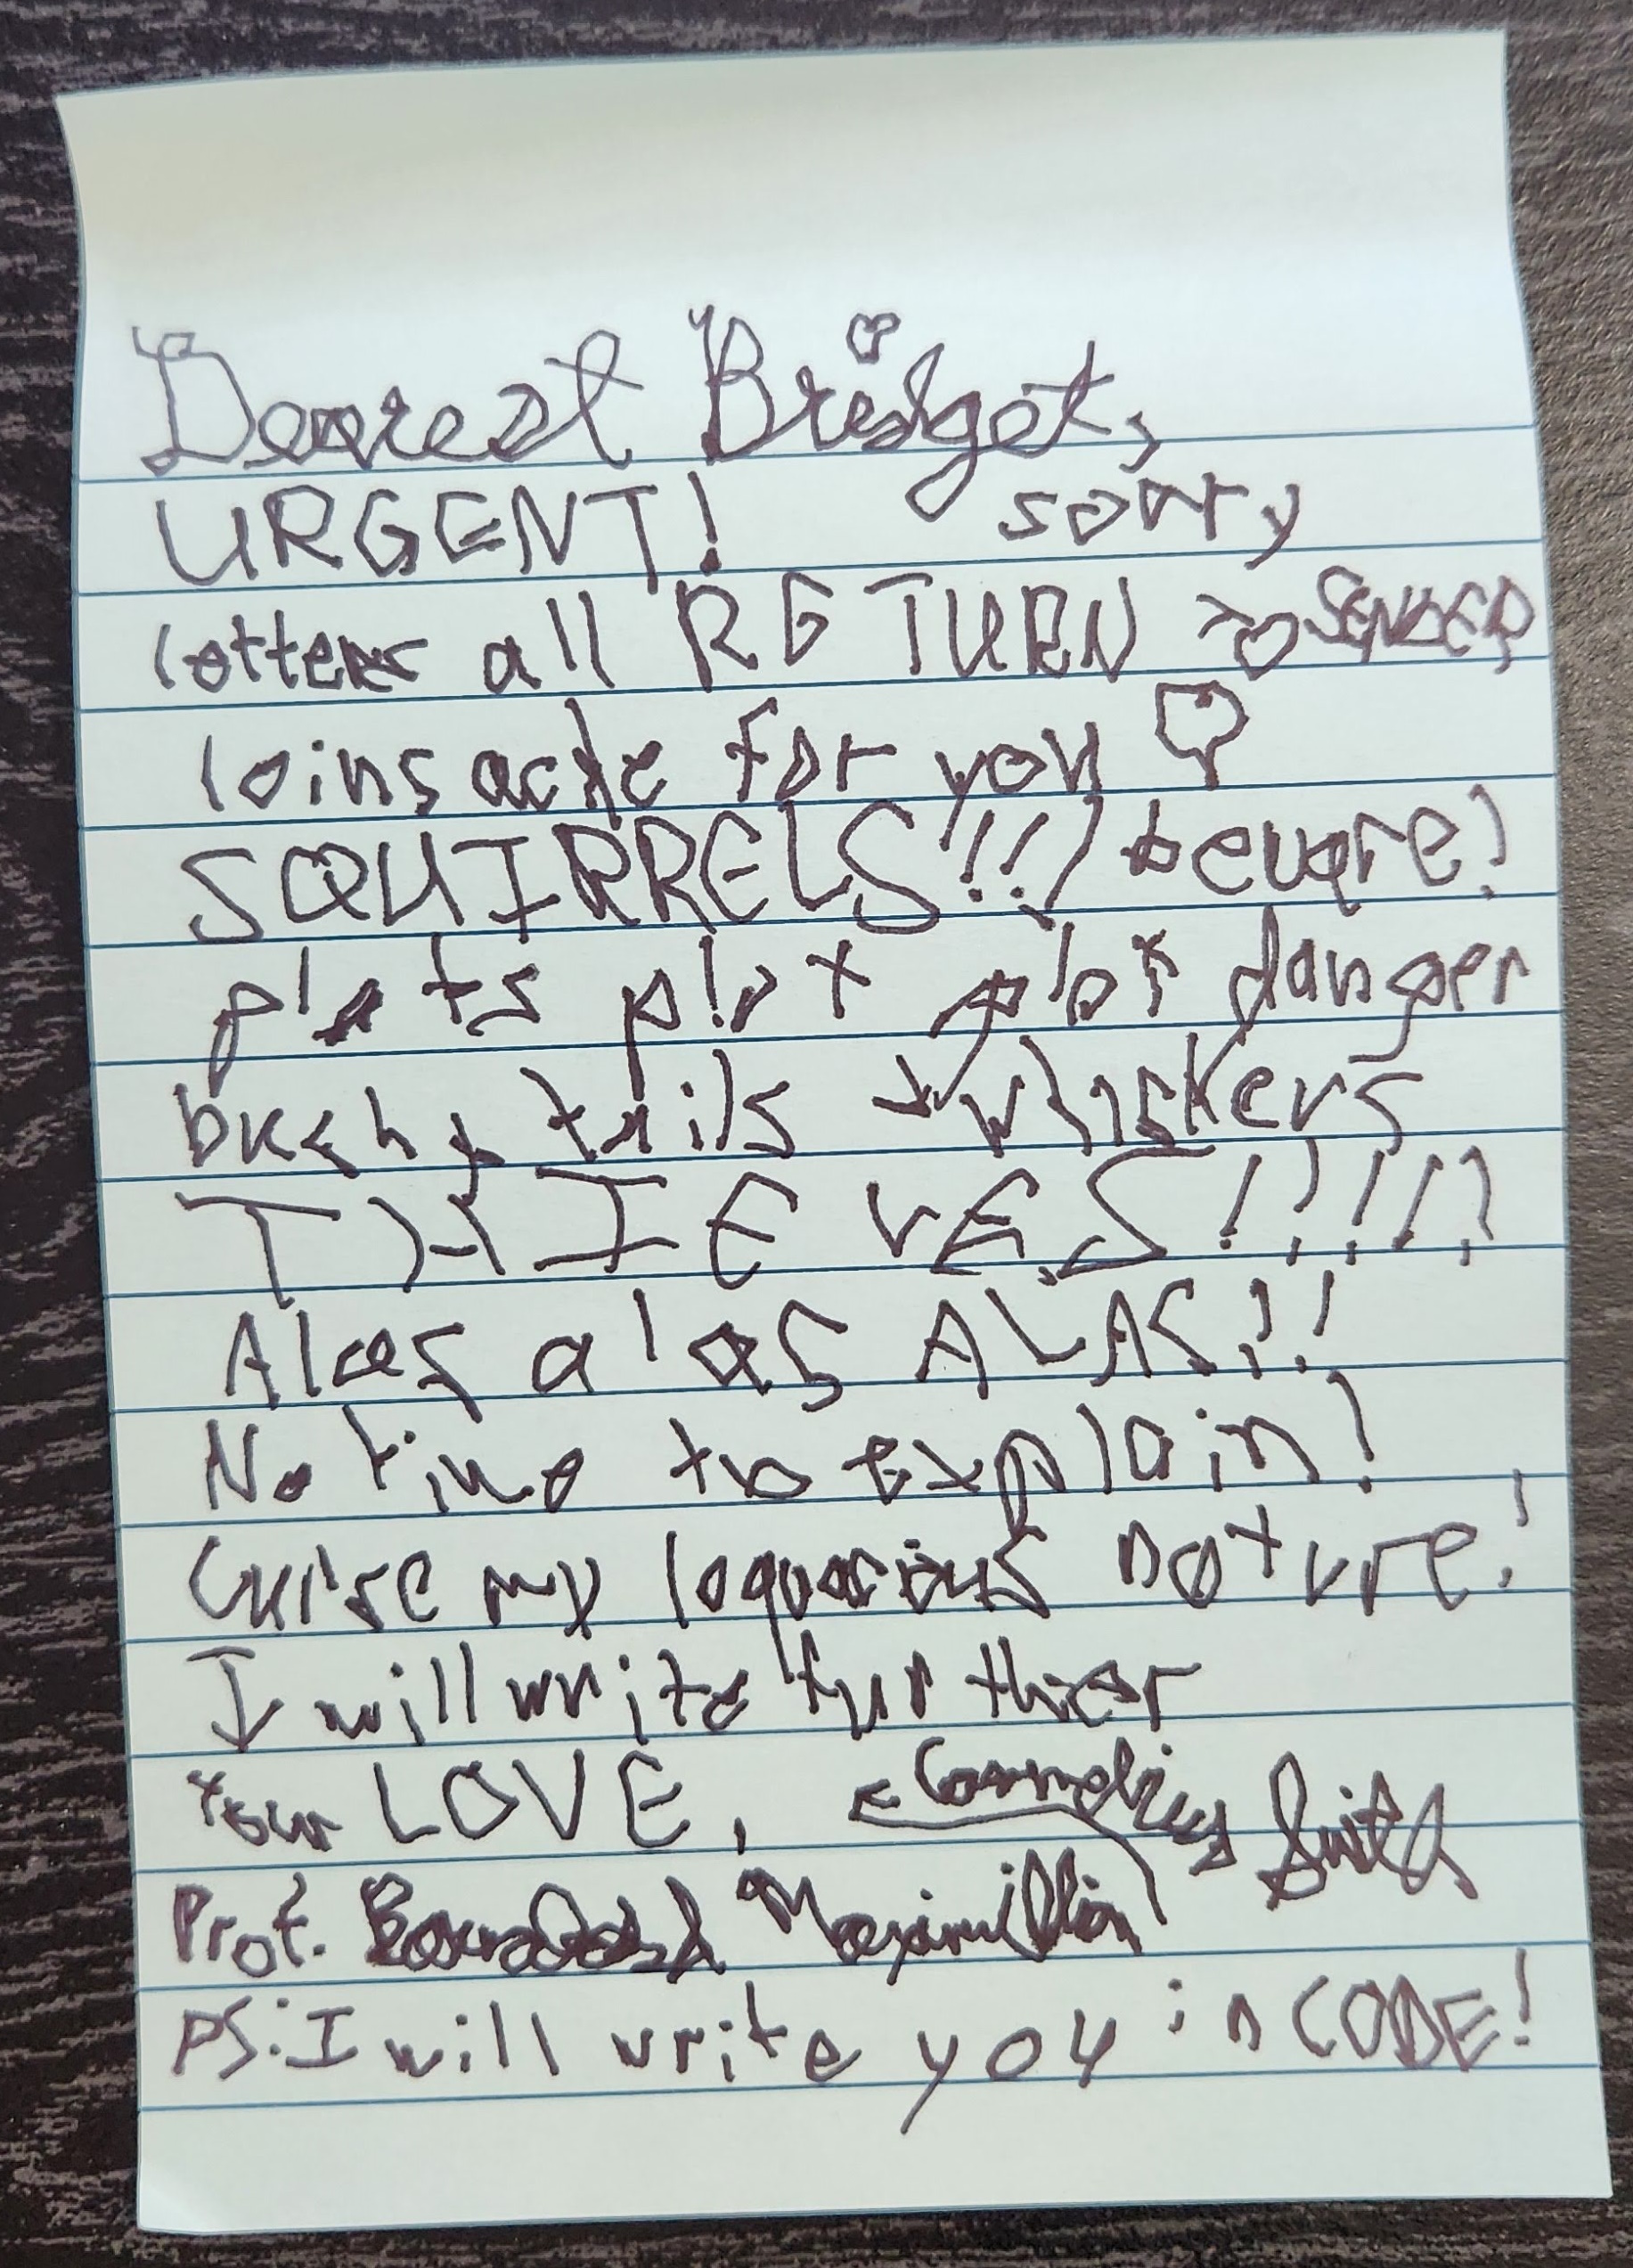 Dearest Bridget,
URGENT! sorry
letters all RETURN TO SENDER
loins ache for you
SQUIRRELS!!! beware!
plots plot plot danger
bushy tails + whiskers
THIEVES!!!!!
Alas alas ALAS!!
No time to explain!
Curse my loquacious nature!
I will write further
Your LOVE, Cornelius Smith
Prof. Maximillian
PS: I will write you in CODE!